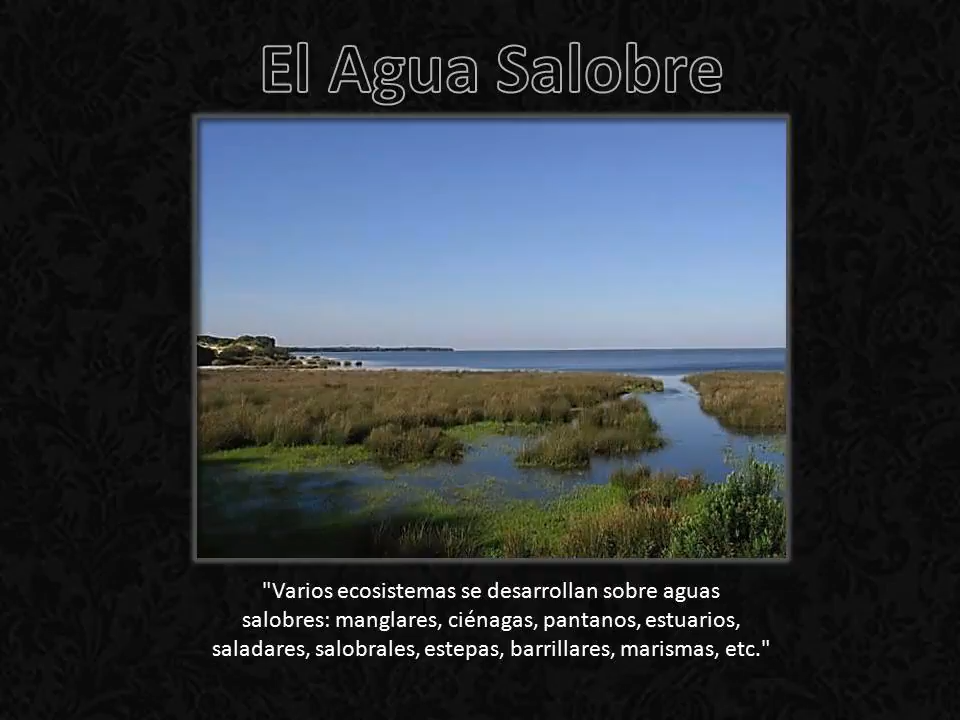 El Agua Salobre
"Varios ecosistemas se desarrollan sobre aguas
salobres: manglares, ciénagas, pantanos, estuarios,
saladares, salobrales, estepas, barrillares, marismas, etc."